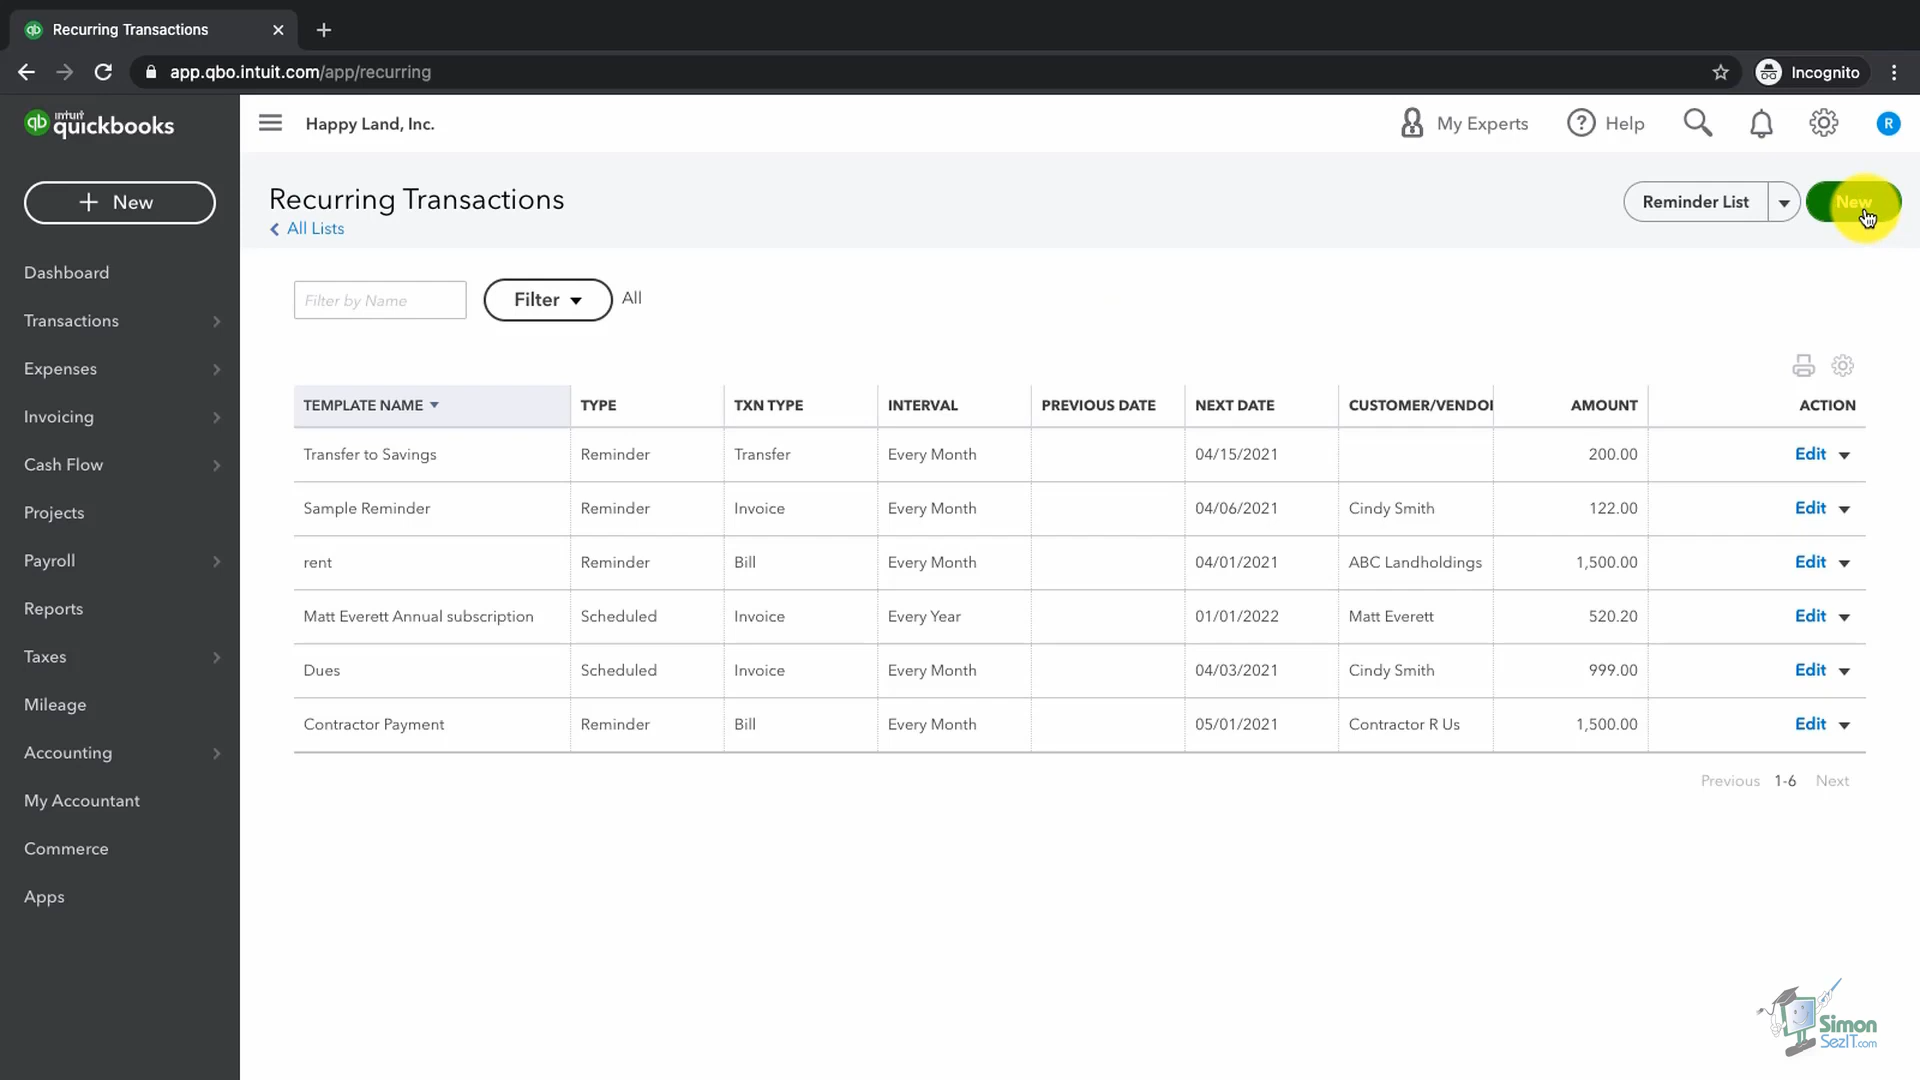 Recurring Transactions
app.qbo.intuit.com/app/recurring
Incognito
qb intuit quickbooks
Happy Land, Inc.
My Experts
Help
R
+ New
Recurring Transactions
All Lists
Reminder List
New
Dashboard
Transactions
Expenses
Invoicing
Cash Flow
Projects
Payroll
Reports
Taxes
Mileage
Accounting
My Accountant
Commerce
Apps
Filter by Name
Filter
All
TEMPLATE NAME TYPE TXN TYPE INTERVAL PREVIOUS DATE NEXT DATE CUSTOMER/VENDOR AMOUNT ACTION
Transfer to Savings Reminder Transfer Every Month 04/15/2021 200.00 Edit
Sample Reminder Reminder Invoice Every Month 04/06/2021 Cindy Smith 122.00 Edit
rent Reminder Bill Every Month 04/01/2021 ABC Landholdings 1,500.00 Edit
Matt Everett Annual subscription Scheduled Invoice Every Year 01/01/2022 Matt Everett 520.20 Edit
Dues Scheduled Invoice Every Month 04/03/2021 Cindy Smith 999.00 Edit
Contractor Payment Reminder Bill Every Month 05/01/2021 Contractor R Us 1,500.00 Edit
Previous 1-6 Next
Simon
SezIT.com